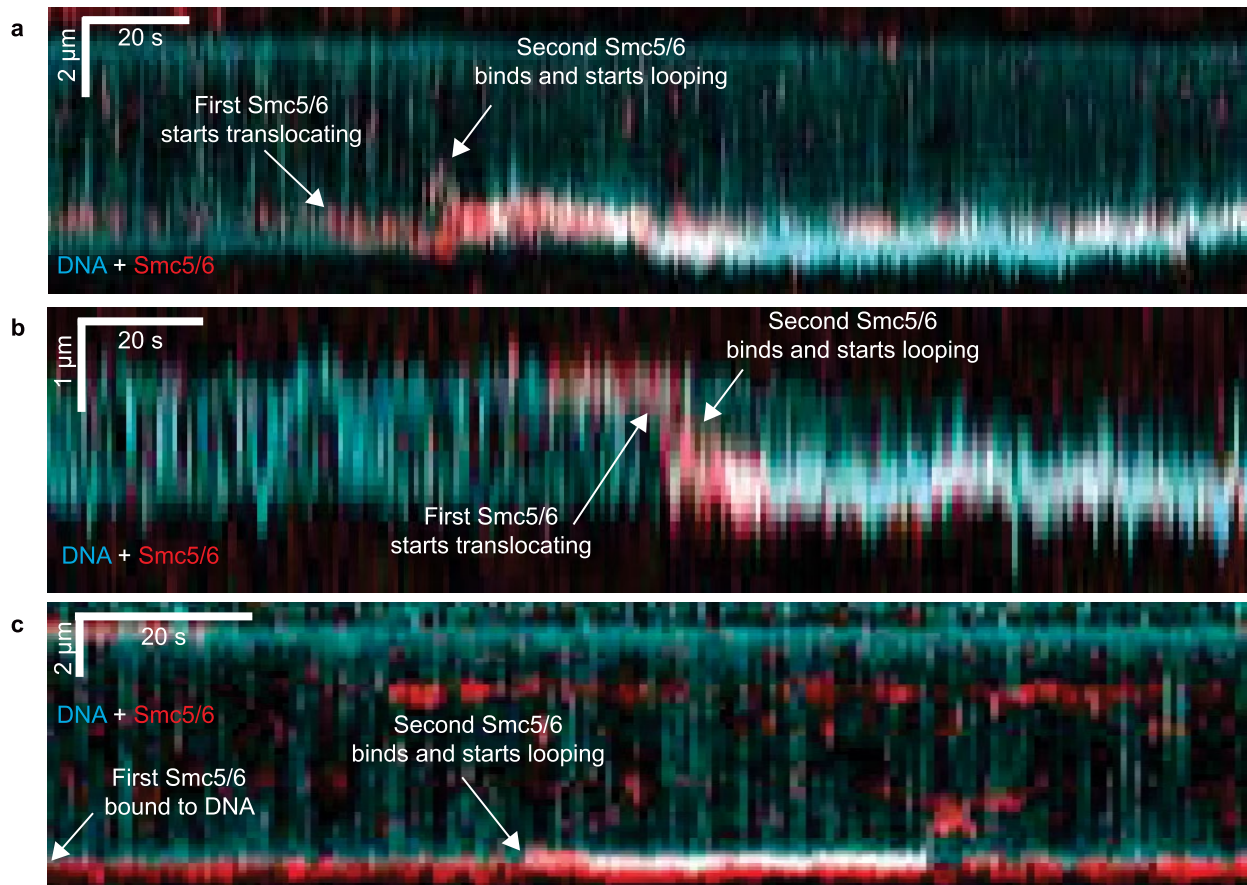 a
2 μm
20 s
Second Smc5/6
binds and starts looping
First Smc5/6
starts translocating
DNA + Smc5/6
b
1 μm
20 s
Second Smc5/6
binds and starts looping
First Smc5/6
starts translocating
DNA + Smc5/6
c
2 μm
20 s
DNA + Smc5/6
Second Smc5/6
binds and starts looping
First Smc5/6
bound to DNA